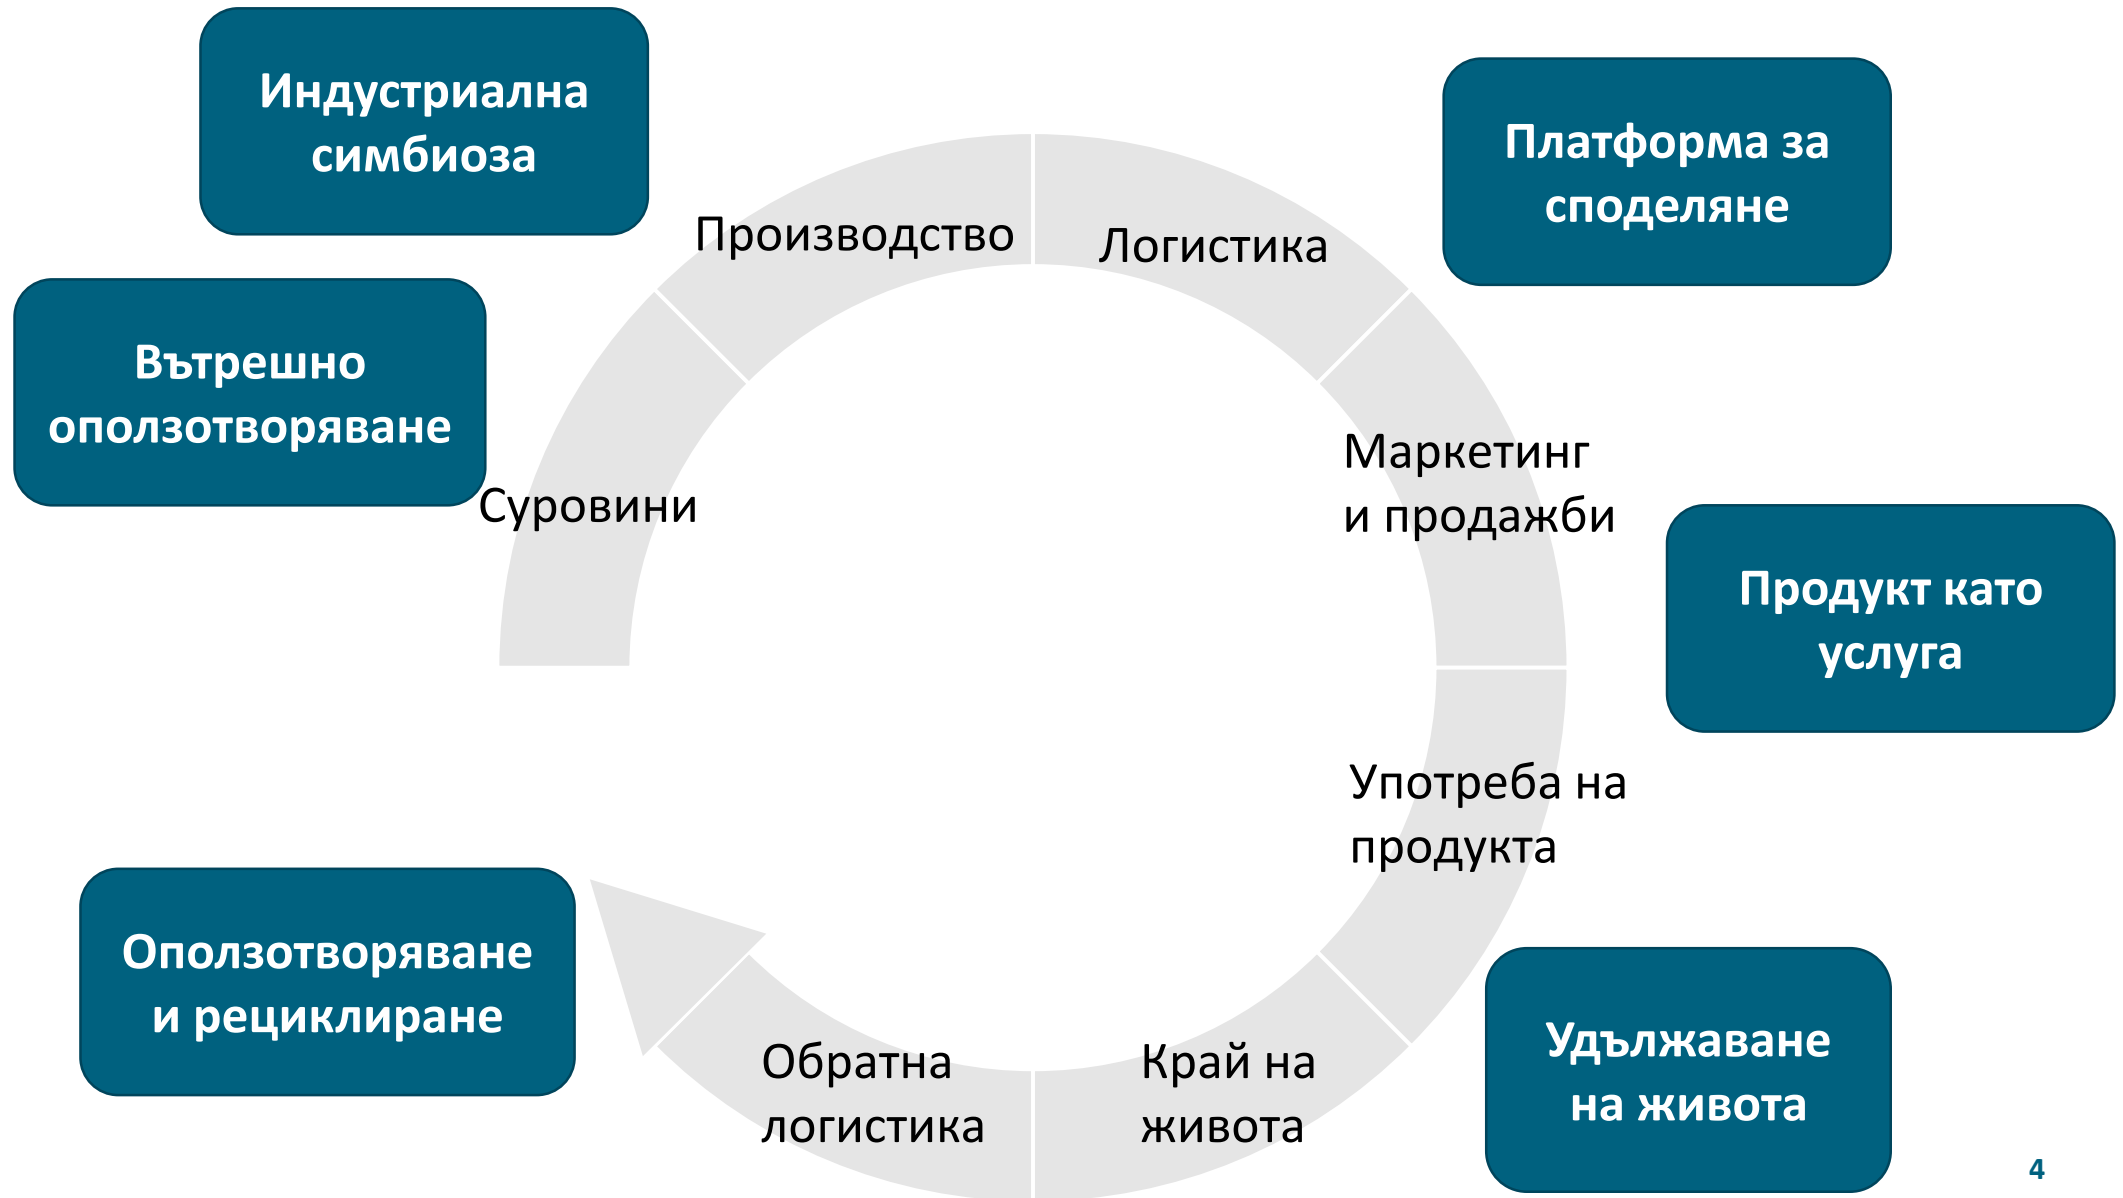 Индустриална
симбиоза
Платформа за
споделяне
Производство
Логистика
Вътрешно
оползотворяване
Маркетинг
и продажби
Суровини
Продукт като
услуга
Употреба на
продукта
Оползотворяване
и рециклиране
Удължаване
на живота
Обратна
логистика
Край на
живота
4